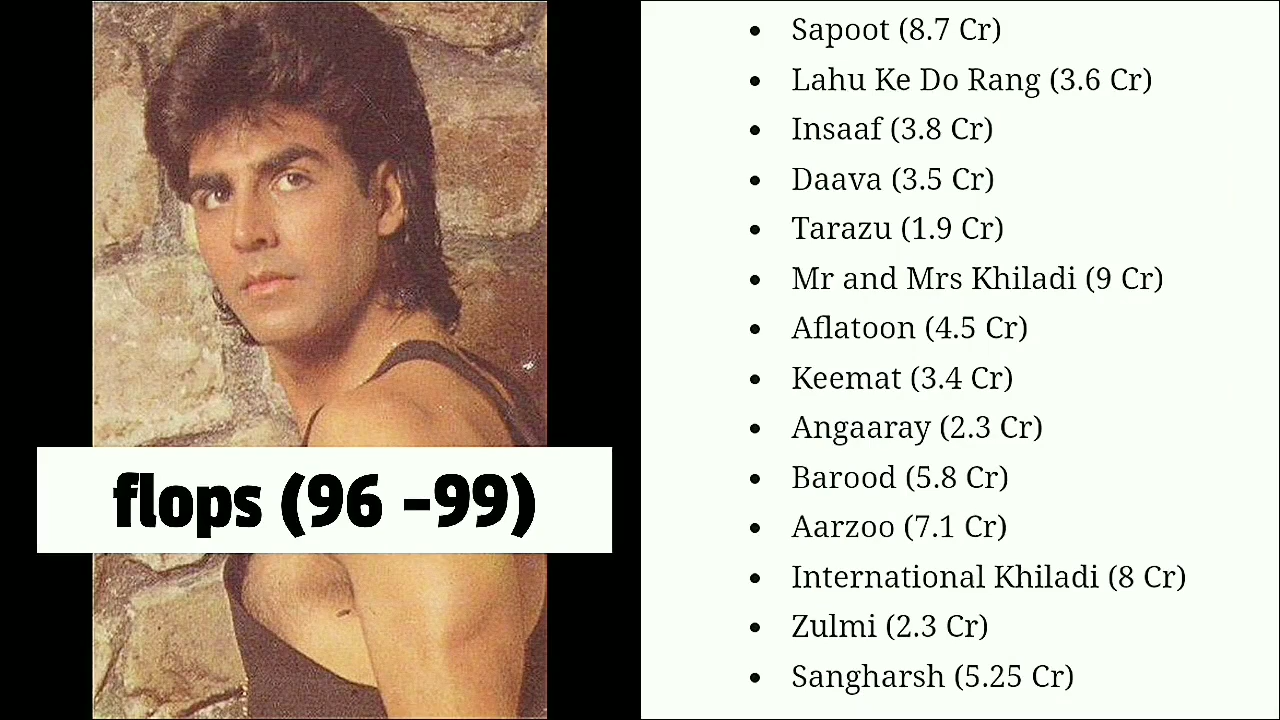 flops (96 –99)
• Sapoot (8.7 Cr)
• Lahu Ke Do Rang (3.6 Cr)
• Insaaf (3.8 Cr)
• Daava (3.5 Cr)
• Tarazu (1.9 Cr)
• Mr and Mrs Khiladi (9 Cr)
• Aflatoon (4.5 Cr)
• Keemat (3.4 Cr)
• Angaaray (2.3 Cr)
• Barood (5.8 Cr)
• Aarzoo (7.1 Cr)
• International Khiladi (8 Cr)
• Zulmi (2.3 Cr)
• Sangharsh (5.25 Cr)